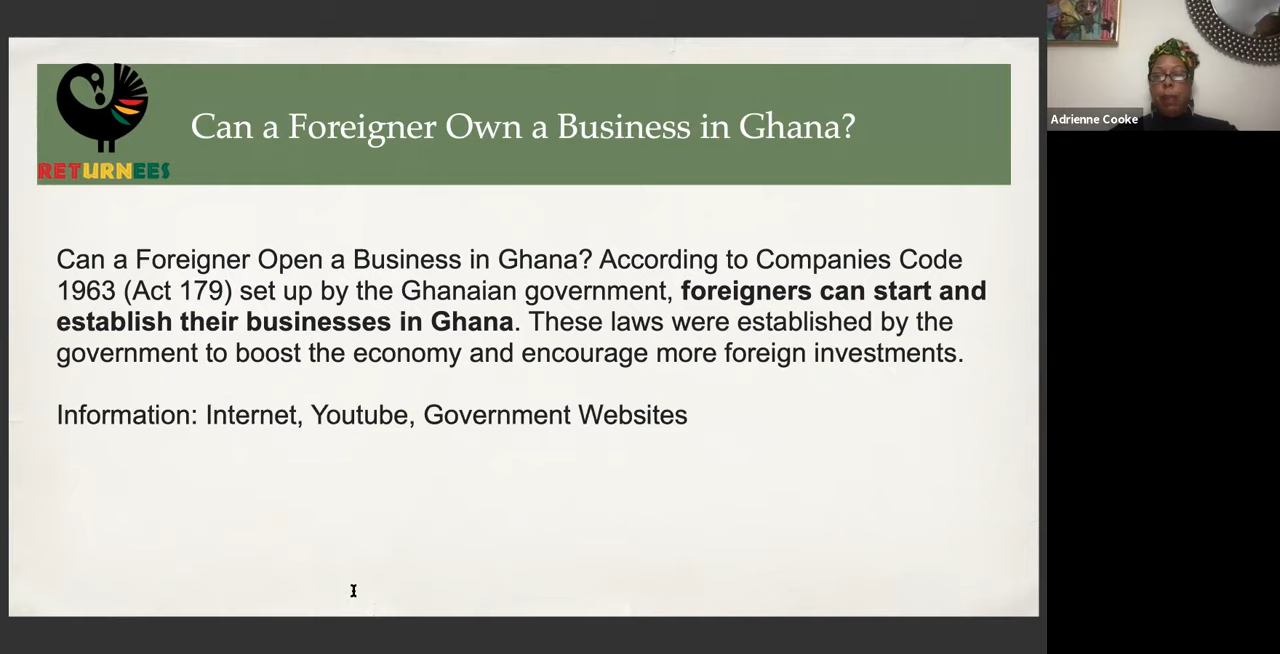 Can a Foreigner Own a Business in Ghana?
RETURNEES
Can a Foreigner Open a Business in Ghana? According to Companies Code
1963 (Act 179) set up by the Ghanaian government, foreigners can start and
establish their businesses in Ghana. These laws were established by the
government to boost the economy and encourage more foreign investments.
Information: Internet, Youtube, Government Websites
Adrienne Cooke